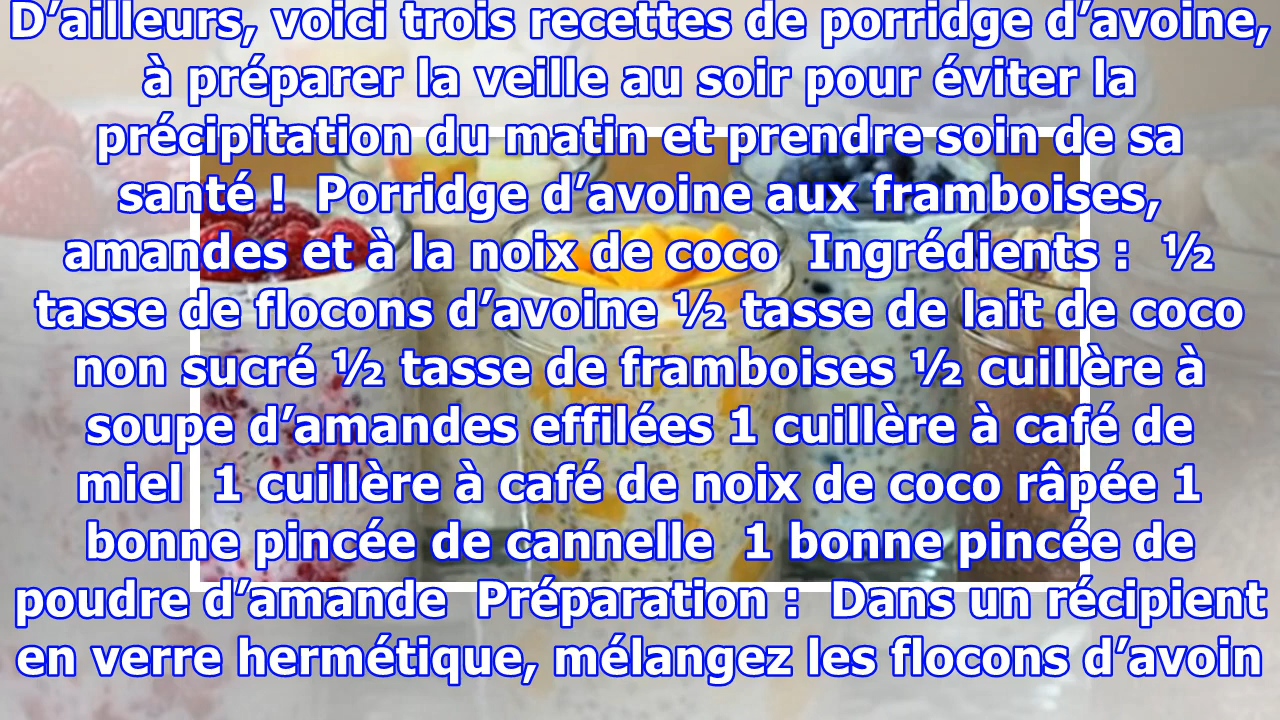 D’ailleurs, voici trois recettes de porridge d’avoine,
à préparer la veille au soir pour éviter la
précipitation du matin et prendre soin de sa
santé !  Porridge d’avoine aux framboises,
amandes et à la noix de coco  Ingrédients :  ½
tasse de flocons d’avoine ½ tasse de lait de coco
non sucré ½ tasse de framboises ½ cuillère à
soupe d’amandes effilées 1 cuillère à café de
miel  1 cuillère à café de noix de coco râpée 1
bonne pincée de cannelle  1 bonne pincée de
poudre d’amande  Préparation :  Dans un récipient
en verre hermétique, mélangez les flocons d’avoin